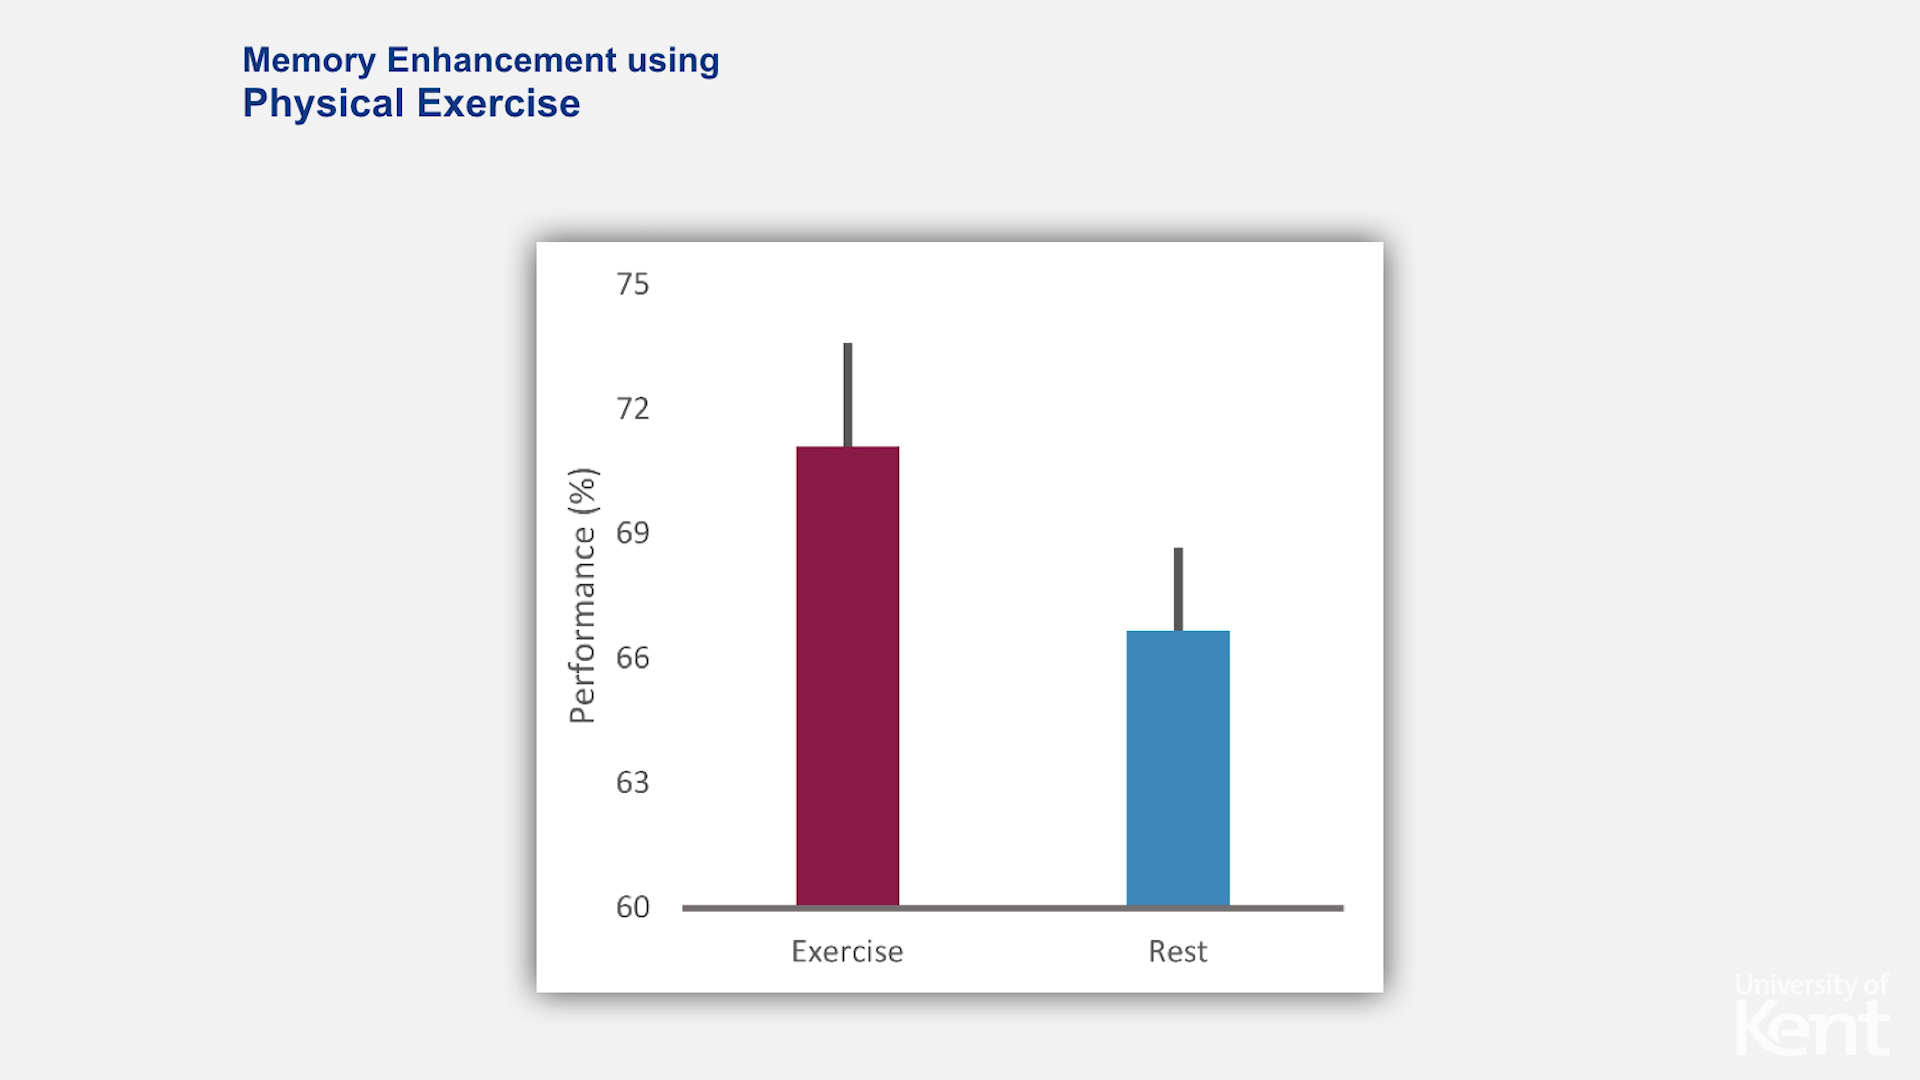 Memory Enhancement using
Physical Exercise
75
72
69
66
63
60
Performance (%)
Exercise
Rest
University of
Kent